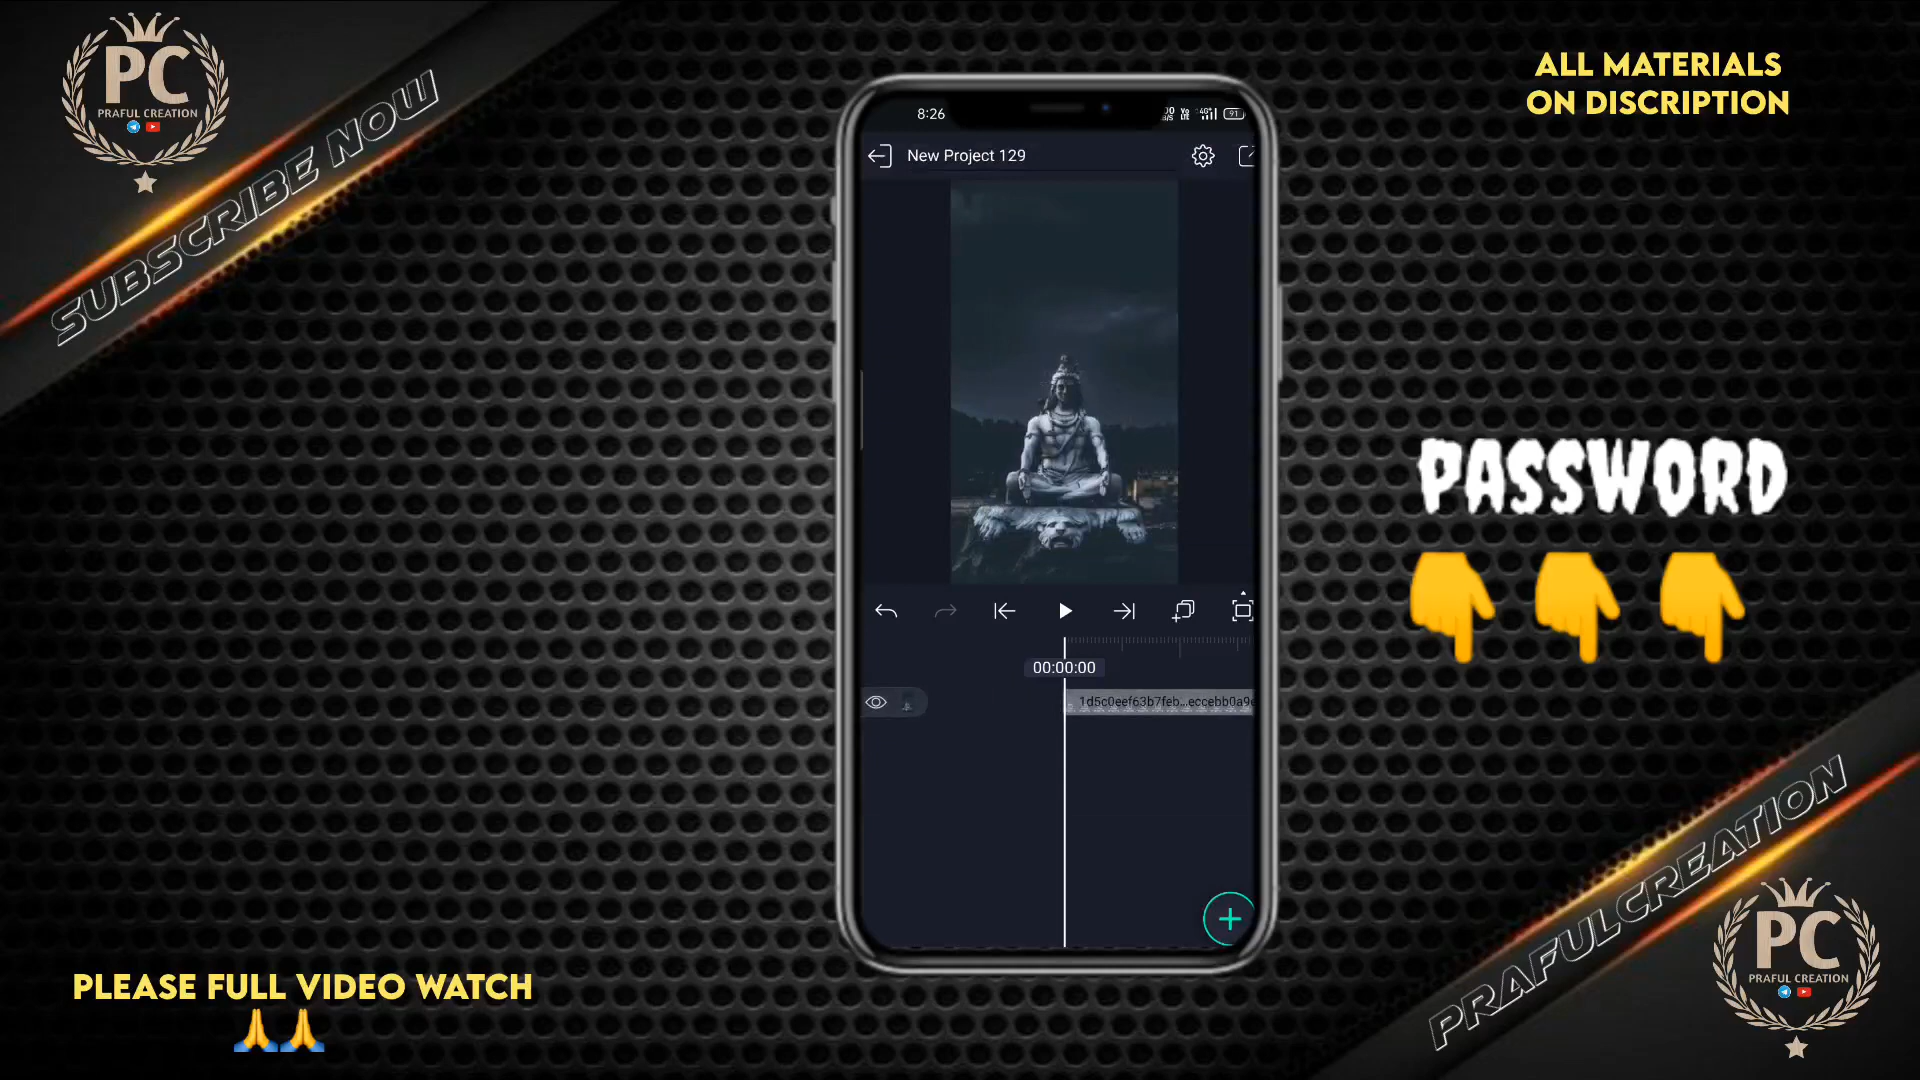 PC
PRAFUL CREATION
SUBSCRIBE NOW
ALL MATERIALS
ON DISCRIPTION
8:26
91
New Project 129
PASSWORD
00:00:00
1d5c0eef63b7feb...eccebb0a9
PLEASE FULL VIDEO WATCH
PRAFULCREATION
PC
PRAFUL CREATION